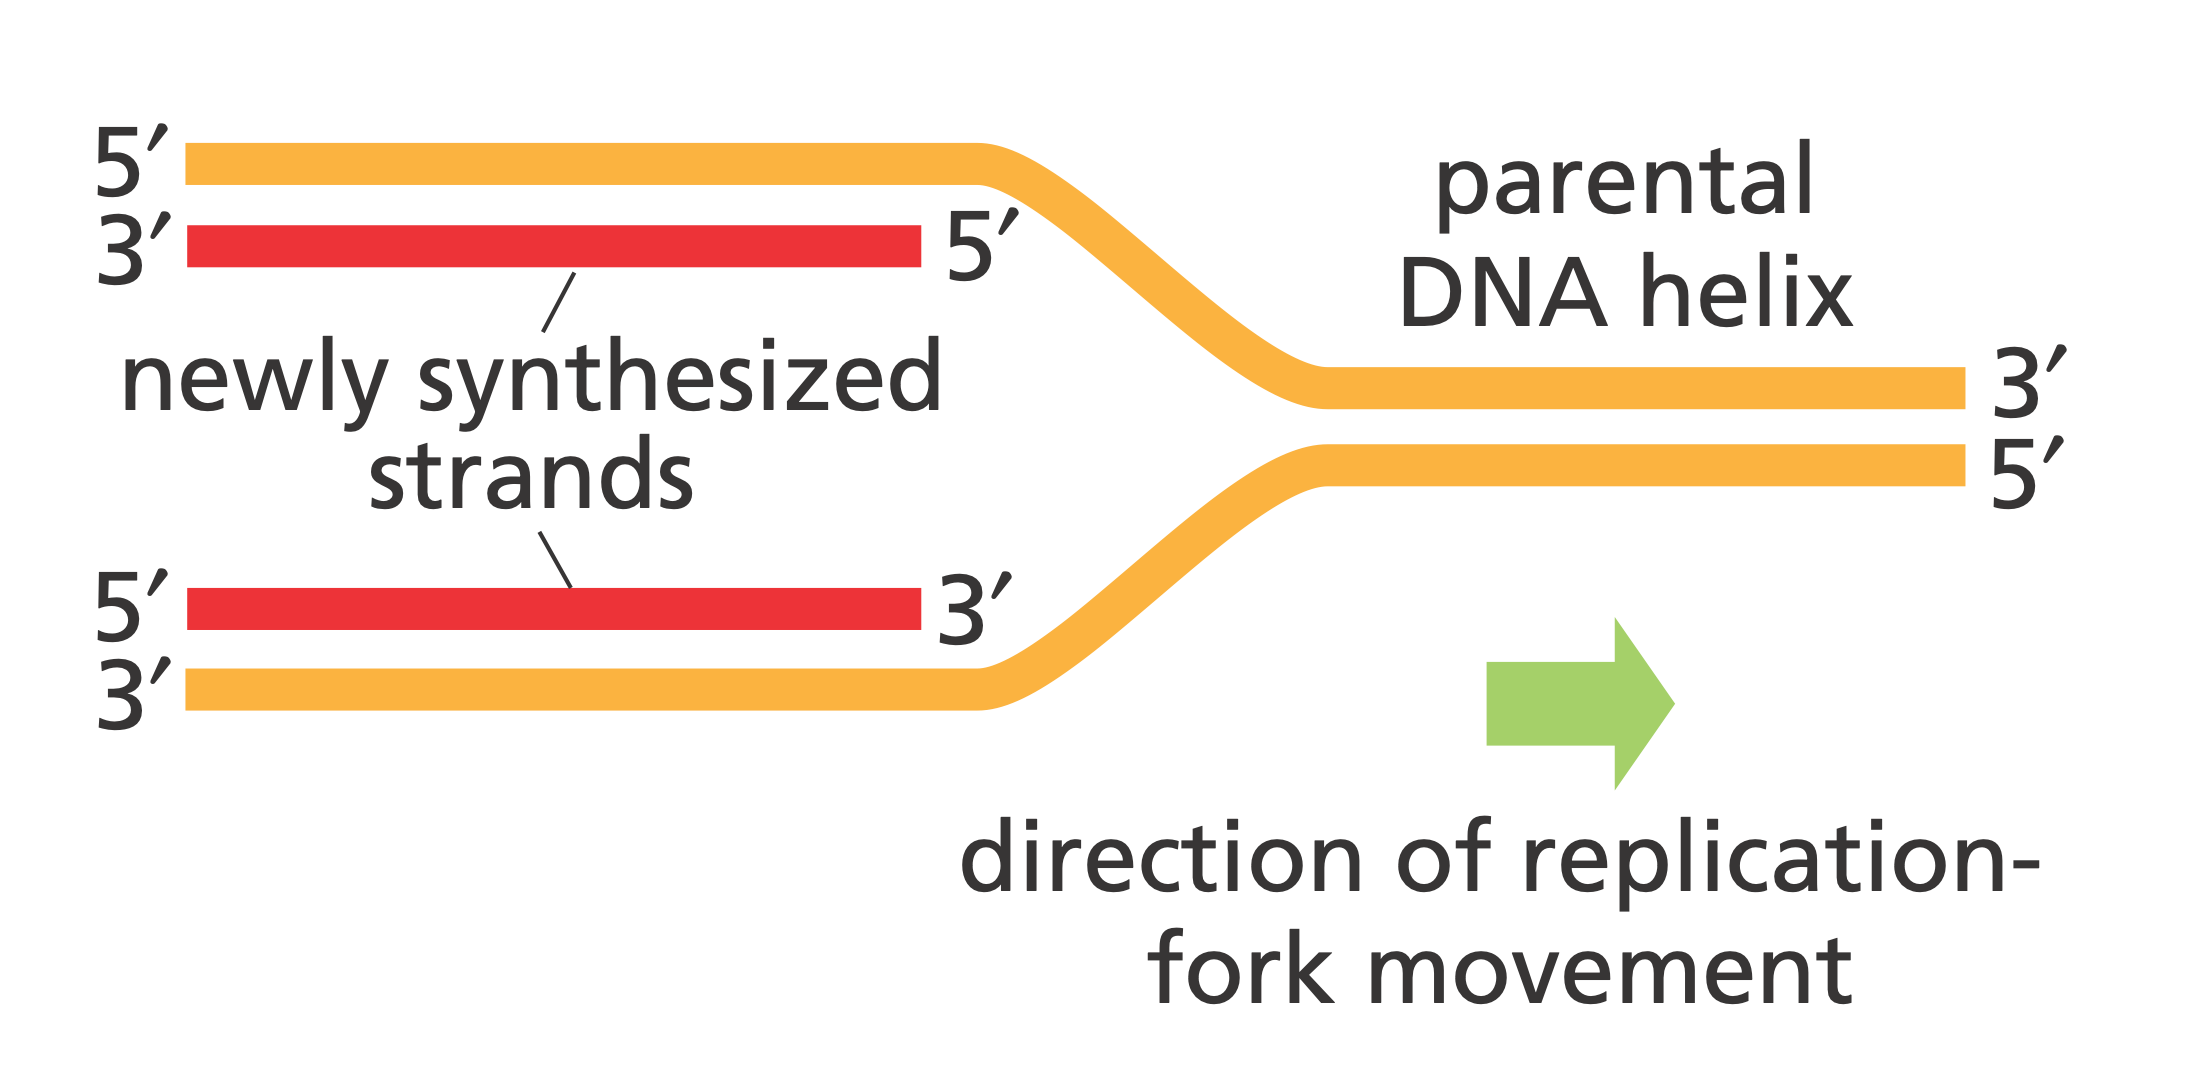 5′
3′
5′
parental
DNA helix
newly synthesized
strands
3′
5′
5′
3′
3′
direction of replication-
fork movement